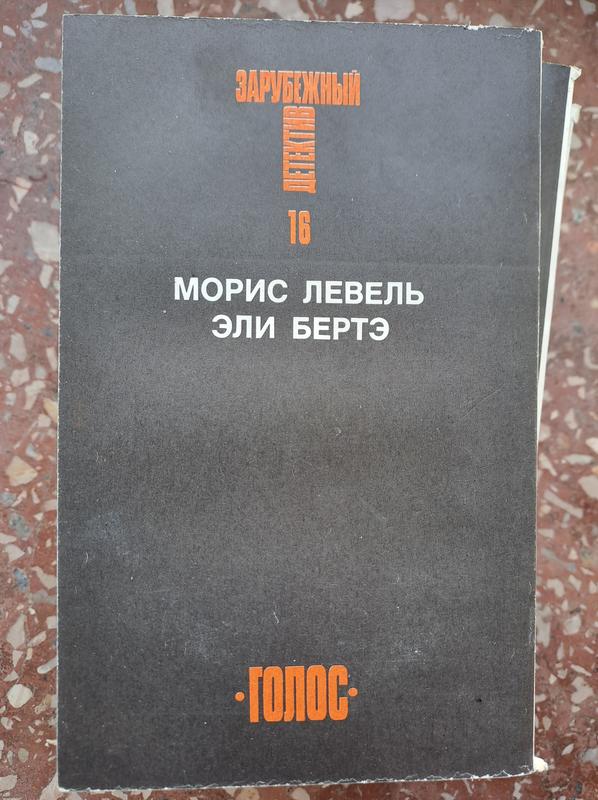 ЗАРУБЕЖНЫЙ
ДЕТЕКТИВ
16
МОРИС ЛЕВЕЛЬ
ЭЛИ БЕРТЭ
·ГОЛОС·